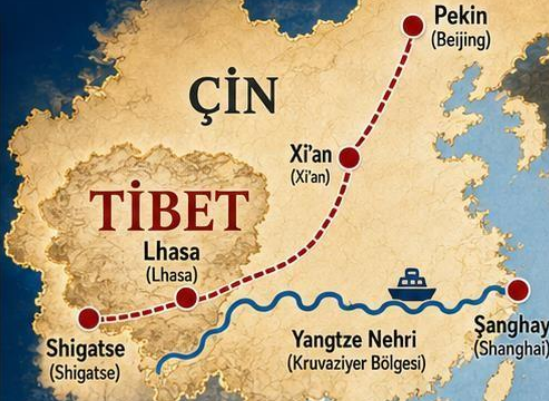 Pekin
(Beijing)
ÇİN
Xi'an
(Xi'an)
TİBET
Lhasa
(Lhasa)
Shigatse
(Shigatse)
Yangtze Nehri
(Kruvaziyer Bölgesi)
Şanghay
(Shanghai)